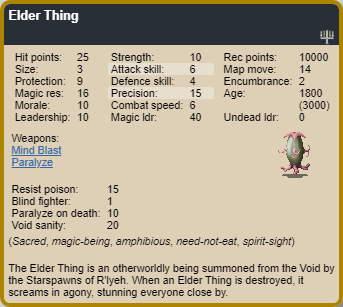 Elder Thing
Hit points: 25 Strength: 10 Rec points: 10000
Size: 3 Attack skill: 6 Map move: 14
Protection: 9 Defence skill: 4 Encumbrance: 2
Magic res: 16 Precision: 15 Age: 1800
Morale: 10 Combat speed: 6 (3000)
Leadership: 10 Magic ldr: 40 Undead ldr: 0
Weapons:
Mind Blast
Paralyze
Resist poison: 15
Blind fighter: 1
Paralyze on death: 10
Void sanity: 20
(Sacred, magic-being, amphibious, need-not-eat, spirit-sight)
The Elder Thing is an otherworldly being summoned from the Void by
the Starspawns of R'lyeh. When an Elder Thing is destroyed, it
screams in agony, stunning everyone close by.